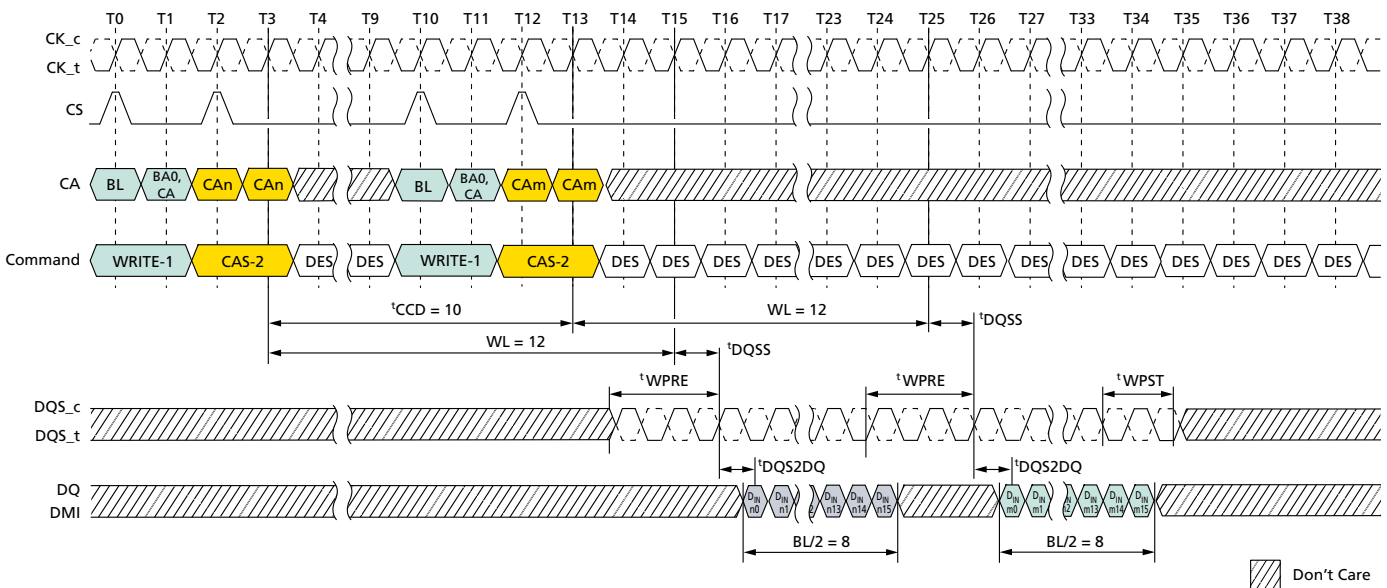 T0 T1 T2 T3 T4 T9 T10 T11 T12 T13 T14 T15 T16 T17 T23 T24 T25 T26 T27 T33 T34 T35 T36 T37 T38
CK_c
CK_t
CS
CA BL BA0, CA CAn CAn BL BA0, CA CAm CAm
Command WRITE-1 CAS-2 DES DES WRITE-1 CAS-2 DES DES DES DES DES DES DES DES DES DES DES DES DES DES DES
tCCD = 10 WL = 12 tDQSS
WL = 12 tDQSS
tWPRE tWPRE tWPST
DQS_c
DQS_t
tDQS2DQ tDQS2DQ
DQ
DMI
DIN n0 DIN n1 DIN n13 DIN n14 DIN n15 DIN m0 DIN m1 DIN m13 DIN m14 DIN m15
BL/2 = 8 BL/2 = 8
Don't Care